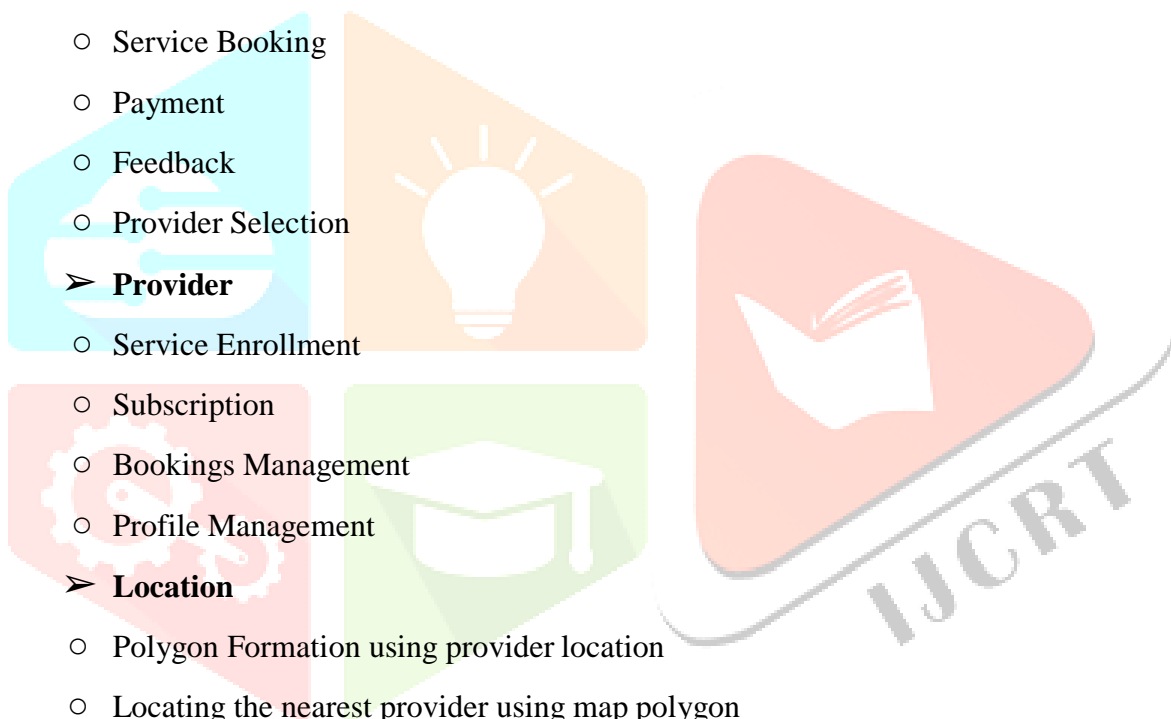 ○ Service Booking
○ Payment
○ Feedback
○ Provider Selection
➢ Provider
○ Service Enrollment
○ Subscription
○ Bookings Management
○ Profile Management
➢ Location
○ Polygon Formation using provider location
○ Locating the nearest provider using map polygon
IJCRT